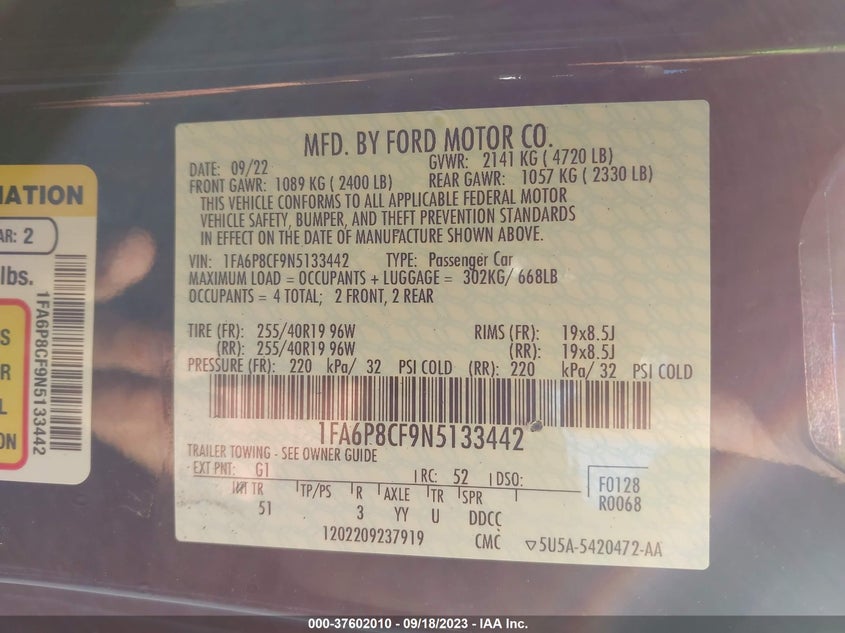 MFD. BY FORD MOTOR CO.
DATE: 09/22 GVWR: 2141 KG ( 4720 LB)
FRONT GAWR: 1089 KG ( 2400 LB) REAR GAWR: 1057 KG ( 2330 LB)
THIS VEHICLE CONFORMS TO ALL APPLICABLE FEDERAL MOTOR
VEHICLE SAFETY, BUMPER, AND THEFT PREVENTION STANDARDS
IN EFFECT ON THE DATE OF MANUFACTURE SHOWN ABOVE.
VIN: 1FA6P8CF9N5133442 TYPE: Passenger Car
MAXIMUM LOAD = OCCUPANTS + LUGGAGE = 302KG/ 668LB
OCCUPANTS = 4 TOTAL; 2 FRONT, 2 REAR
TIRE (FR): 255/40R19 96W RIMS (FR): 19x8.5J
(RR): 255/40R19 96W (RR): 19x8.5J
PRESSURE (FR): 220 kPa/ 32 PSI COLD (RR): 220 kPa/ 32 PSI COLD
1FA6P8CF9N5133442
TRAILER TOWING - SEE OWNER GUIDE
EXT PNT: G1 RC: 52 DSO:
F0128
R0068
INT TR TP/PS R AXLE TR SPR
51 3 YY U DDCC
1202209237919 CMC ▽5U5A-5420472-AA
AR: 2
lbs.
1FA6P8CF9N5133442
000-37602010 - 09/18/2023 - IAA Inc.